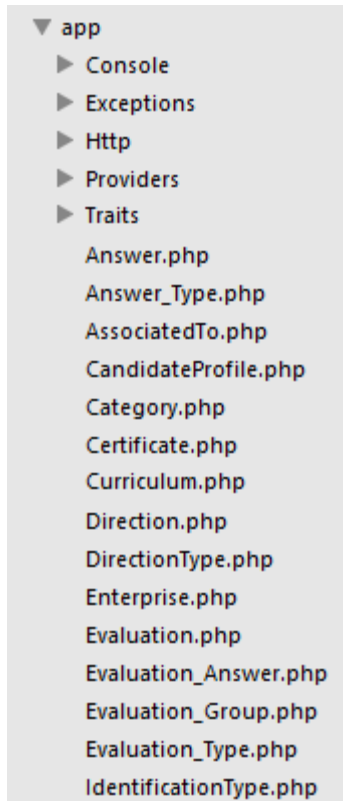 app
Console
Exceptions
Http
Providers
Traits
Answer.php
Answer_Type.php
AssociatedTo.php
CandidateProfile.php
Category.php
Certificate.php
Curriculum.php
Direction.php
DirectionType.php
Enterprise.php
Evaluation.php
Evaluation_Answer.php
Evaluation_Group.php
Evaluation_Type.php
IdentificationType.php